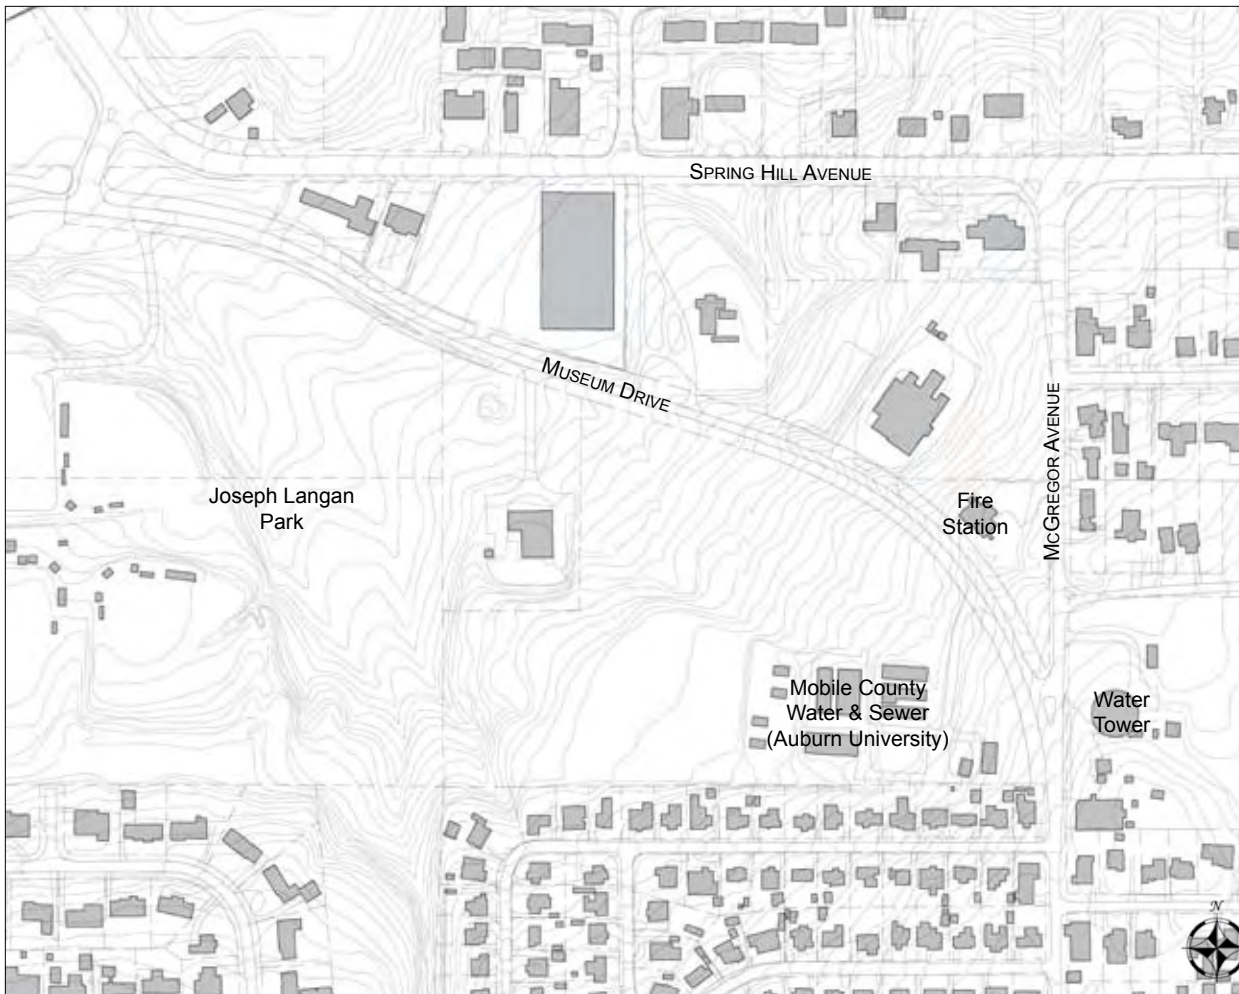 SPRING HILL AVENUE
MUSEUM DRIVE
MCGREGOR AVENUE
Joseph Langan
Park
Fire
Station
Mobile County
Water & Sewer
(Auburn University)
Water
Tower
N